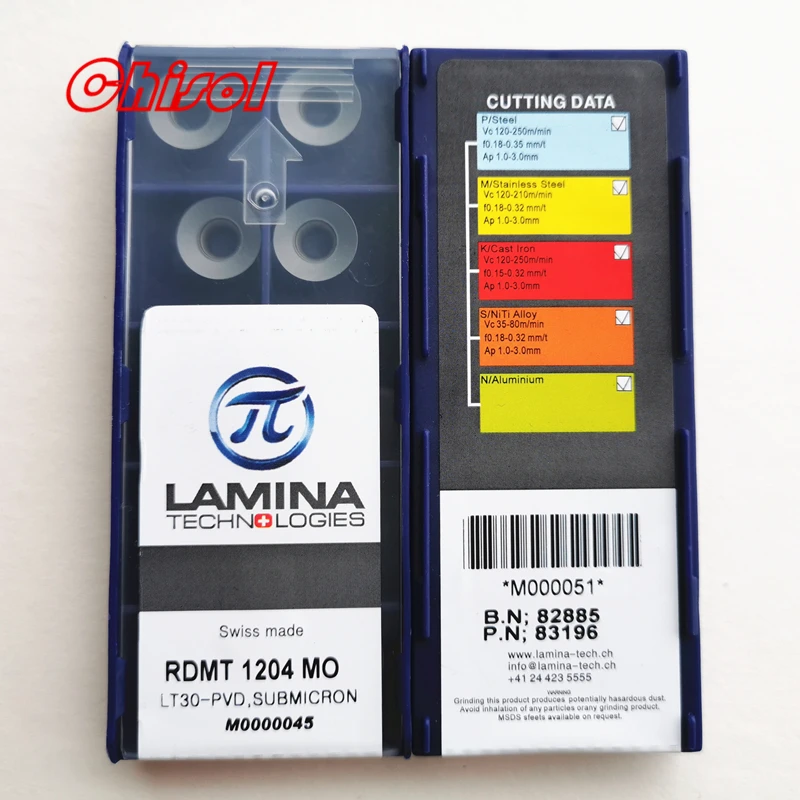 Chisol
π
LAMINA
TECHNOLOGIES
Swiss made
RDMT 1204 MO
LT30-PVD,SUBMICRON
M0000045
CUTTING DATA
P/Steel
Vc 120-250m/min
f0.18-0.35 mm/t
Ap 1.0-3.0mm
M/Stainless Steel
Vc 120-210m/min
f0.18-0.32 mm/t
Ap 1.0-3.0mm
K/Cast Iron
Vc 120-250m/min
f0.15-0.32 mm/t
Ap 1.0-3.0mm
S/NiTi Alloy
Vc 35-80m/min
f0.18-0.32 mm/t
Ap 1.0-3.0mm
N/Aluminium
*M000051*
B.N; 82885
P.N; 83196
www.lamina-tech.ch
info@lamina-tech.ch
+41 24 423 5555
WARNING
Grinding this product produces potentially hazardous dust.
Avoid inhalation of any particles orany grinding product.
MSDS sfeets available on request.